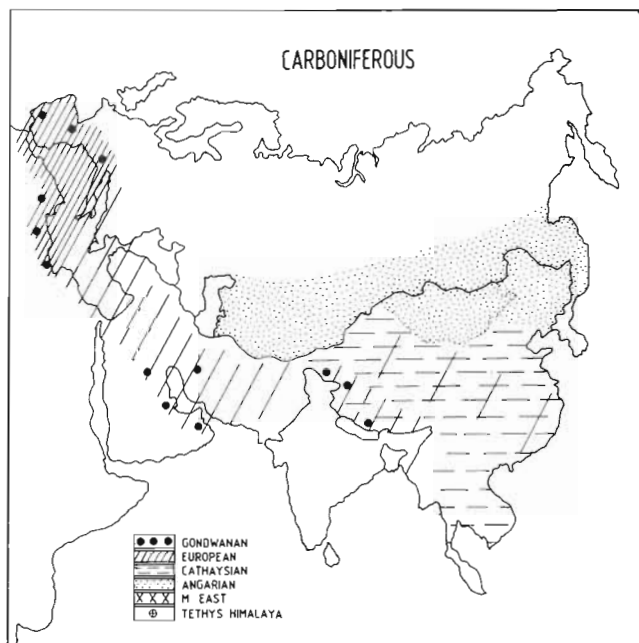 CARBONIFEROUS
GONDWANAN
EUROPEAN
CATHAYSIAN
ANGARIAN
M EAST
TETHYS HIMALAYA